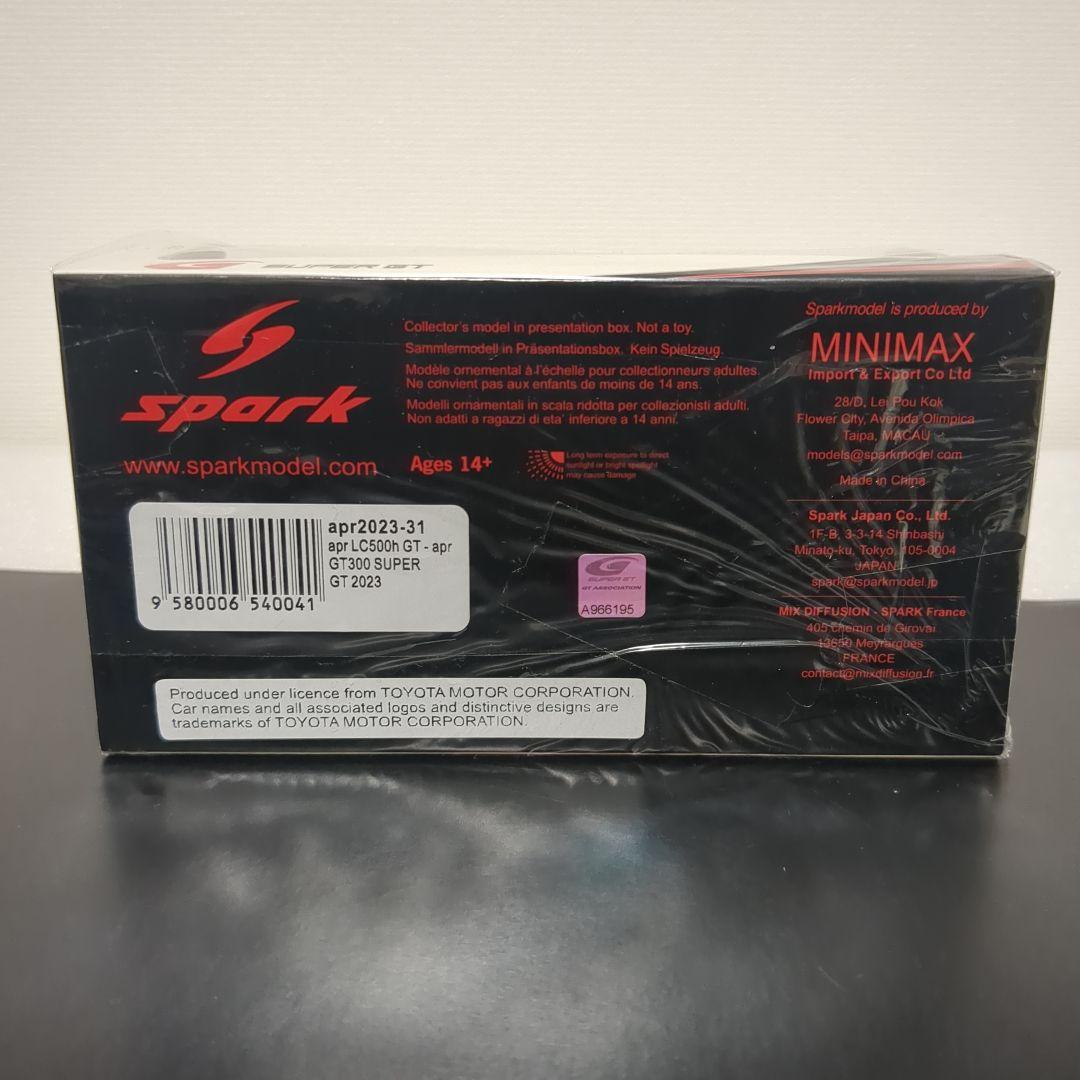 SUPER GT
spark
www.sparkmodel.com
Collector's model in presentation box. Not a toy.
Sammlermodell in Präsentationsbox. Kein Spielzeug.
Modèle ornemental à l'échelle pour collectionneurs adultes.
Ne convient pas aux enfants de moins de 14 ans.
Modelli ornamentali in scala ridotta per collezionisti adulti.
Non adatti a ragazzi di eta' inferiore a 14 anni.
Ages 14+
Long term exposure to direct
sunlight or bright spotlight
may cause damage
Sparkmodel is produced by
MINIMAX
Import & Export Co Ltd
28/D, Lei Pou Kok
Flower City, Avenida Olimpica
Taipa, MACAU
models@sparkmodel.com
Made in China
Spark Japan Co., Ltd.
1F-B, 3-3-14 Shinbashi
Minato-ku, Tokyo, 105-0004
JAPAN
spark@sparkmodel.jp
MIX DIFFUSION - SPARK France
405 chemin de Girovai
13650 Meyrargues
FRANCE
contact@mixdiffusion.fr
apr2023-31
apr LC500h GT - apr
GT300 SUPER
GT 2023
9 580006 540041
SUPER GT
GT ASSOCIATION
A966195
Produced under licence from TOYOTA MOTOR CORPORATION.
Car names and all associated logos and distinctive designs are
trademarks of TOYOTA MOTOR CORPORATION.